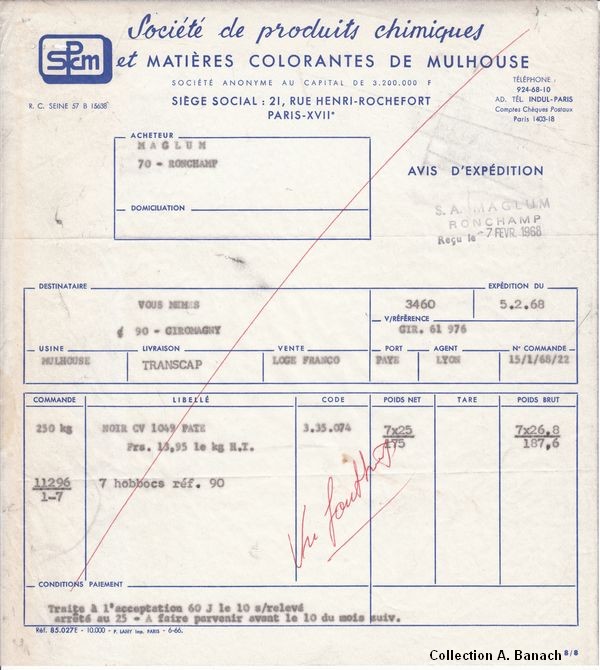 Société de produits chimiques
SPCM et MATIÈRES COLORANTES DE MULHOUSE
SOCIÉTÉ ANONYME AU CAPITAL DE 3.200.000 F
R. C. SEINE 57 B 15638
SIÈGE SOCIAL : 21, RUE HENRI-ROCHEFORT
PARIS-XVIIe
TÉLÉPHONE :
924-68-10
AD. TÉL. INDUL-PARIS
Comptes Chèques Postaux
Paris 1403-18
ACHETEUR
MAGLUM
70 - RONCHAMP
DOMICILIATION
AVIS D'EXPÉDITION
S. A. MAGLUM
RONCHAMP
Reçu le -7 FEVR. 1968
DESTINATAIRE
EXPÉDITION DU
VOUS MEMES
3460
5.2.68
V/RÉFÉRENCE
90 - GIROMAGNY
GIR. 61 976
USINE LIVRAISON VENTE PORT AGENT N° COMMANDE
MULHOUSE TRANSCAP LOGE FRANCO PAYE LYON 15/1/68/22
COMMANDE LIBELLÉ CODE POIDS NET TARE POIDS BRUT
250 kg NOIR CV 1049 PATE 3.35.074 7x25 7x26,8
Frs. 13,95 le kg H.T. 175 187,6
11296 7 hobbocs réf. 90
1-7
Vu
CONDITIONS PAIEMENT
Traite à l'acceptation 60 J le 10 s/relevé
arrêté au 25 - A faire parvenir avant le 10 du mois suiv.
Réf. 85.027E - 10.000 - P. LANY Imp. PARIS - 6-66.
8/8
Collection A. Banach